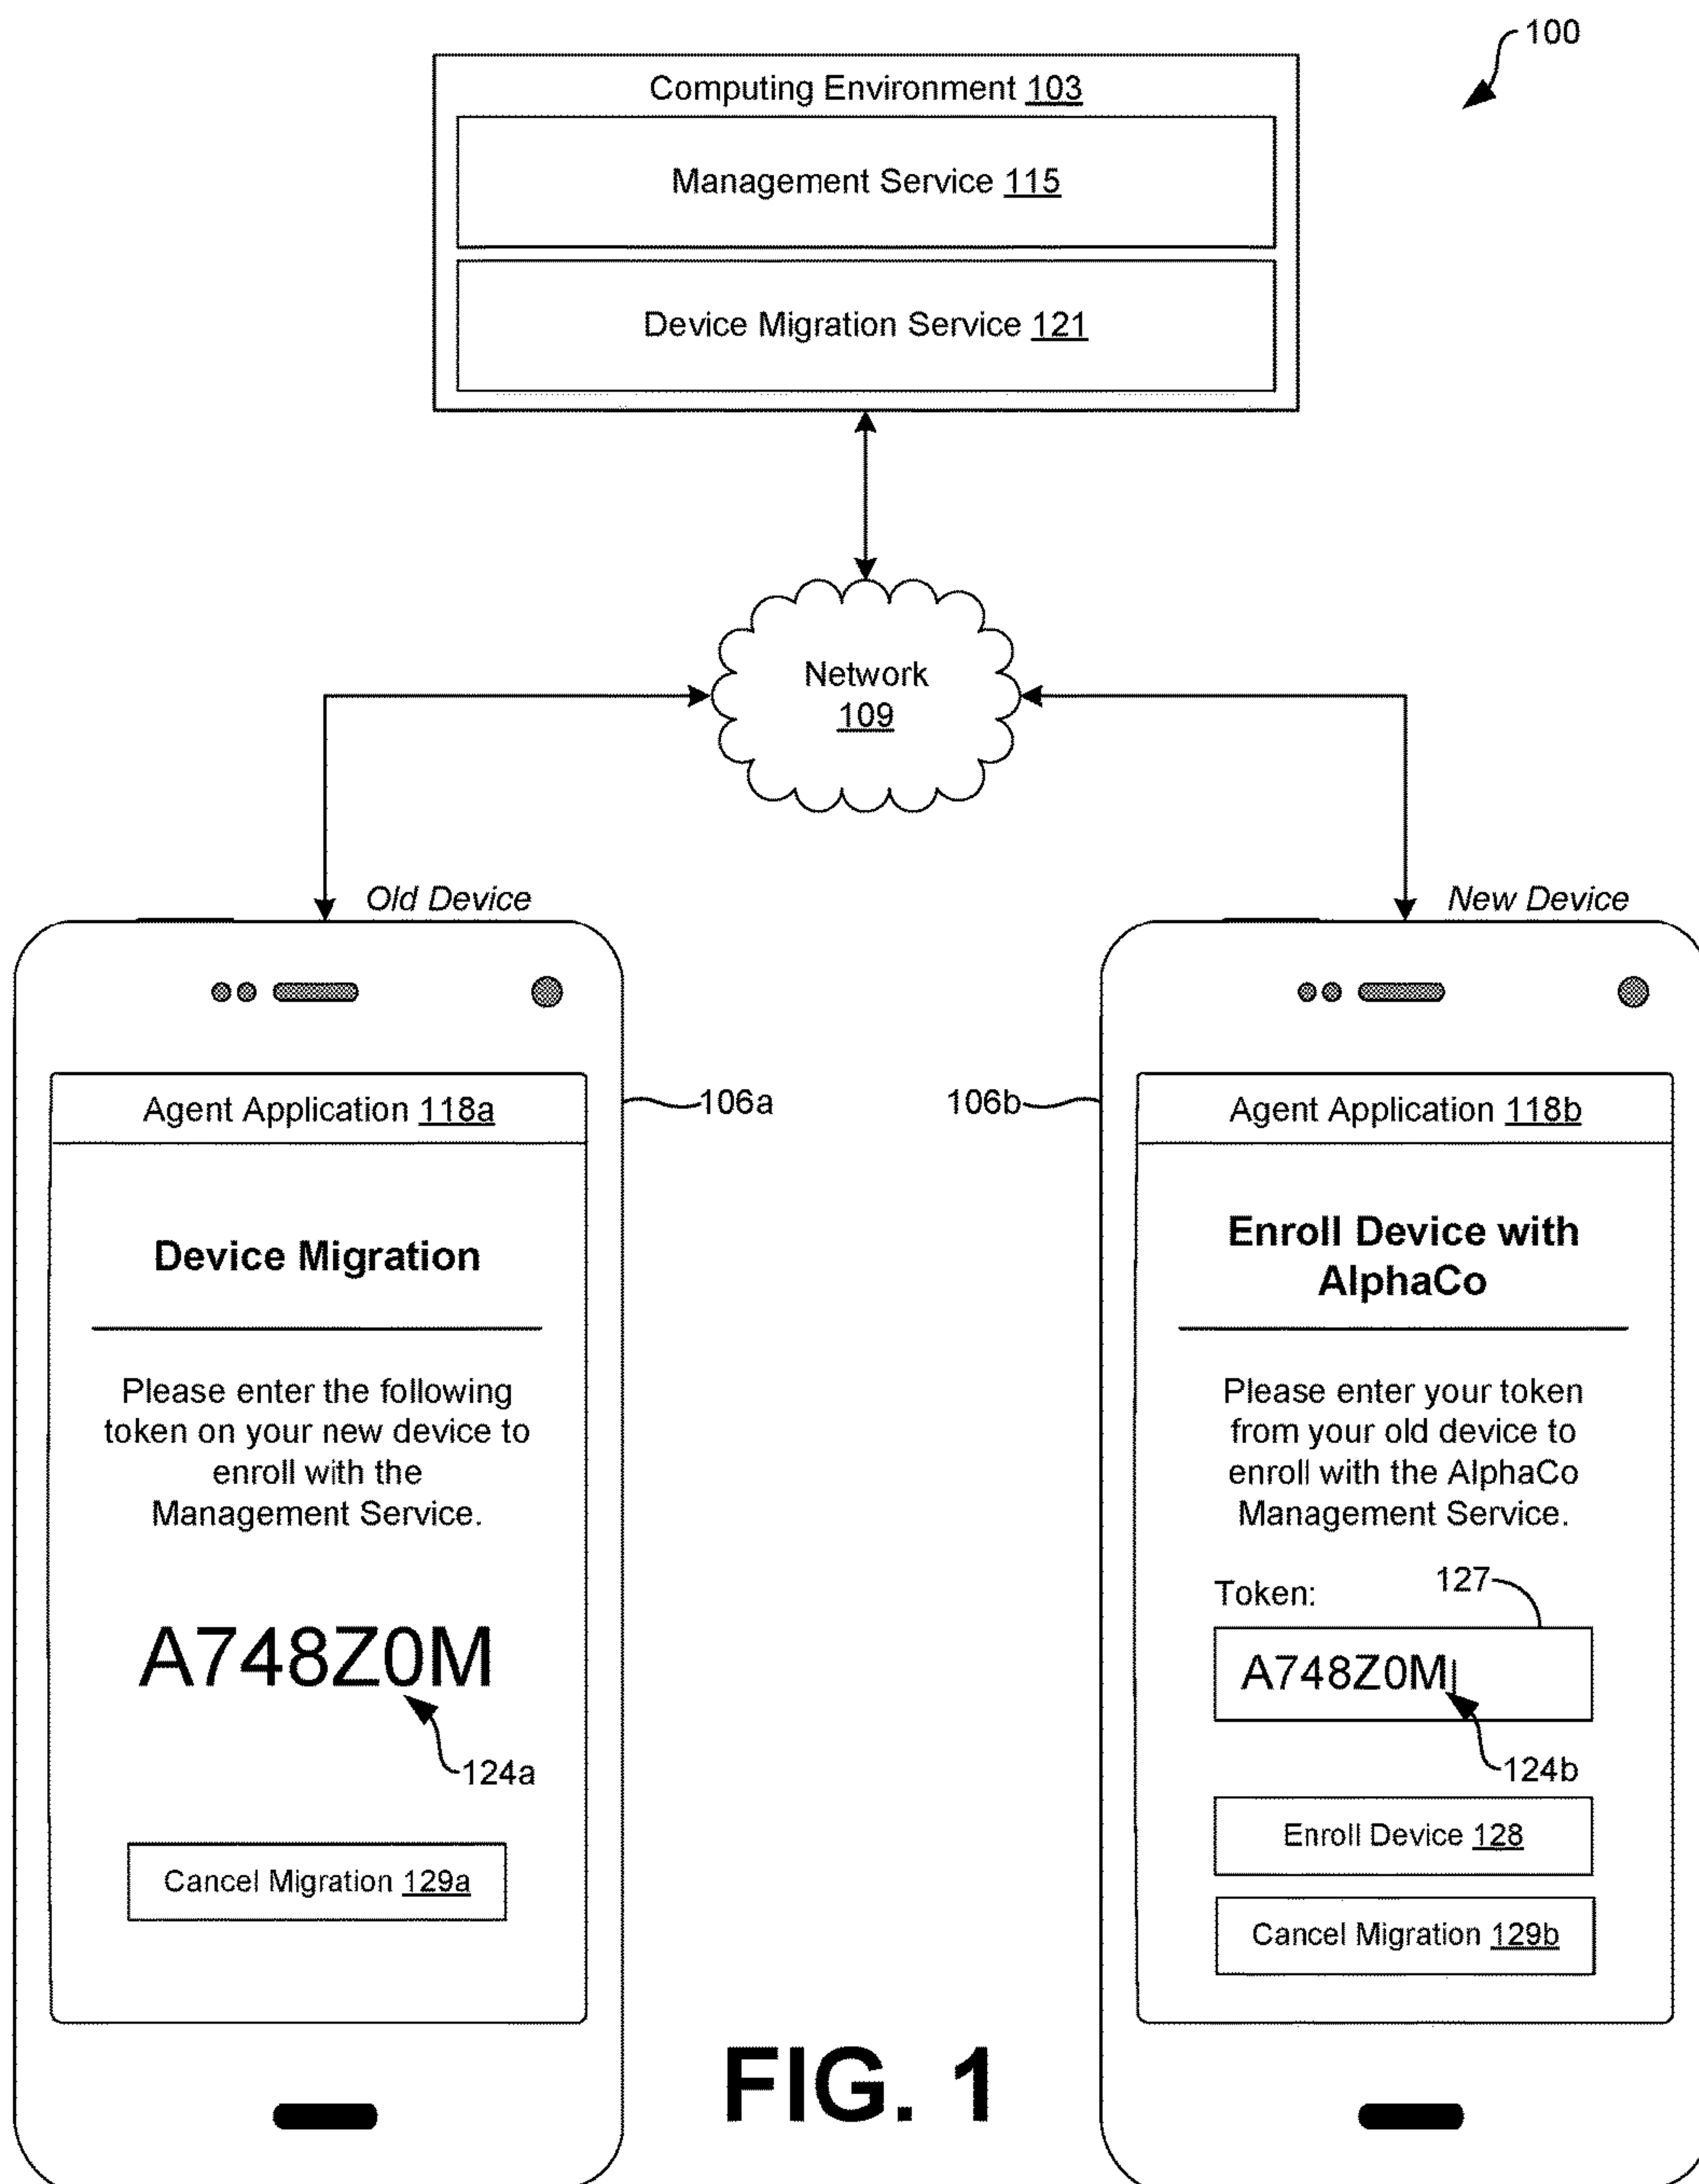 100
Computing Environment 103
Management Service 115
Device Migration Service 121
Network
109
Old Device
New Device
106a
106b
Agent Application 118a
Device Migration
Please enter the following
token on your new device to
enroll with the
Management Service.
A748Z0M
124a
Cancel Migration 129a
Agent Application 118b
Enroll Device with
AlphaCo
Please enter your token
from your old device to
enroll with the AlphaCo
Management Service.
Token:
127
A748Z0M
124b
Enroll Device 128
Cancel Migration 129b
FIG. 1